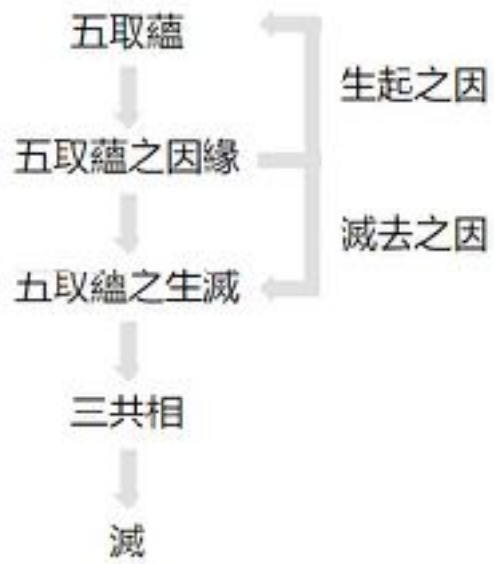 五取蘊
生起之因
五取蘊之因緣
滅去之因
五取蘊之生滅
三共相
滅